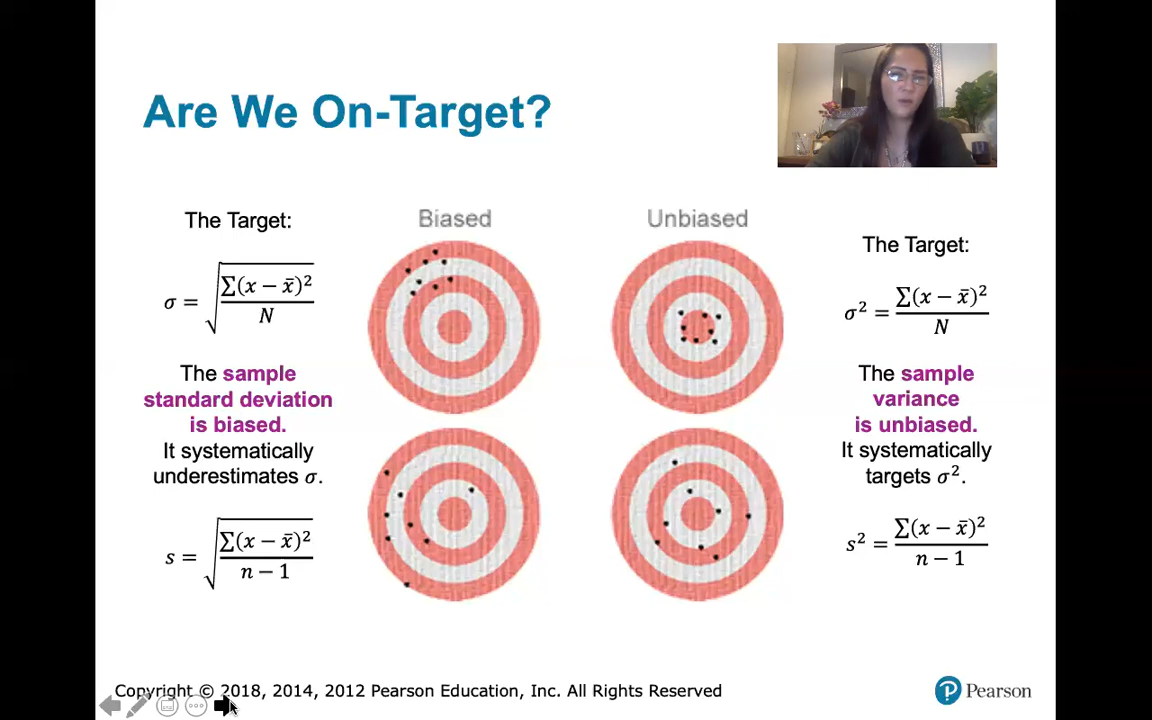 Are We On-Target?
The Target:
σ = √(∑(x − x̄)² / N)
The sample
standard deviation
is biased.
It systematically
underestimates σ.
s = √(∑(x − x̄)² / n − 1)
Biased
Unbiased
The Target:
σ² = ∑(x − x̄)² / N
The sample
variance
is unbiased.
It systematically
targets σ².
s² = ∑(x − x̄)² / n − 1
Copyright © 2018, 2014, 2012 Pearson Education, Inc. All Rights Reserved
P Pearson